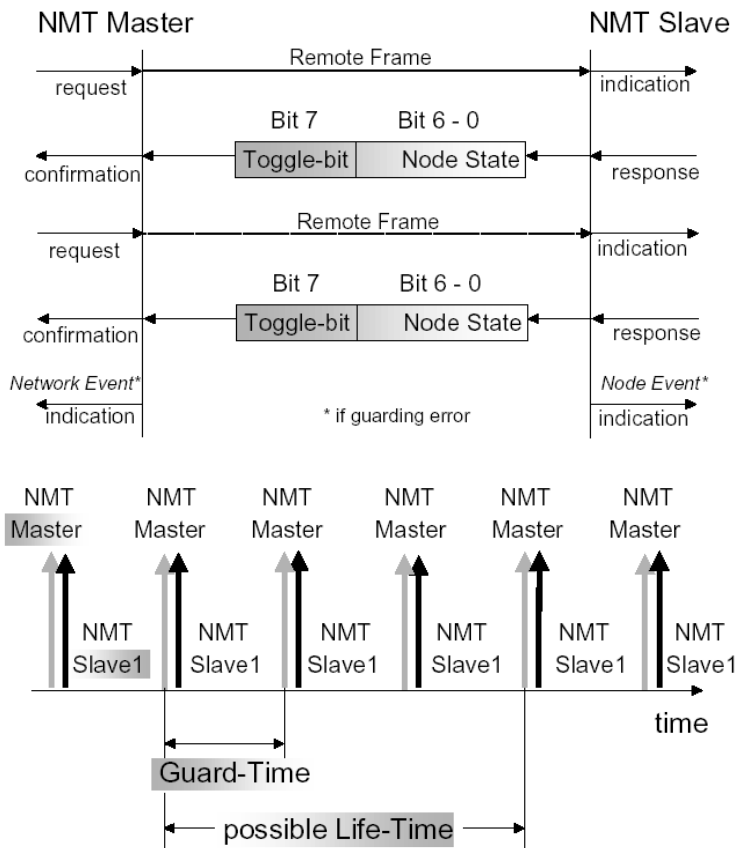 NMT Master NMT Slave
Remote Frame
request indication
Bit 7 Bit 6 - 0
Toggle-bit Node State
confirmation response
Remote Frame
request indication
Bit 7 Bit 6 - 0
Toggle-bit Node State
confirmation response
Network Event* Node Event*
indication * if guarding error indication
NMT NMT NMT NMT NMT NMT
Master Master Master Master Master Master
NMT NMT NMT NMT NMT NMT
Slave1 Slave1 Slave1 Slave1 Slave1 Slave1
time
Guard-Time
possible Life-Time